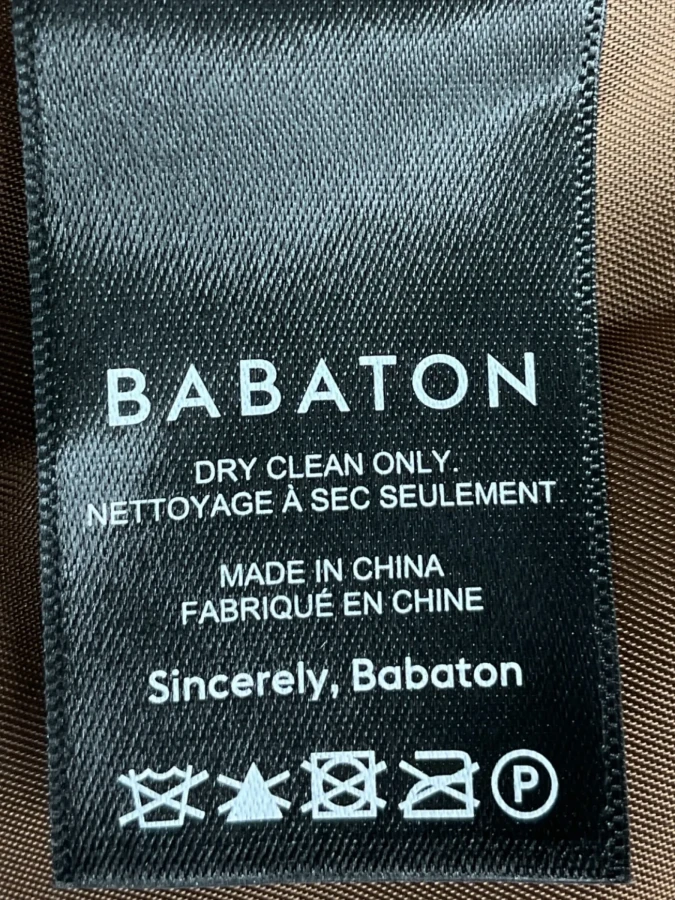 BABATON
DRY CLEAN ONLY.
NETTOYAGE À SEC SEULEMENT.
MADE IN CHINA
FABRIQUÉ EN CHINE
Sincerely, Babaton
P